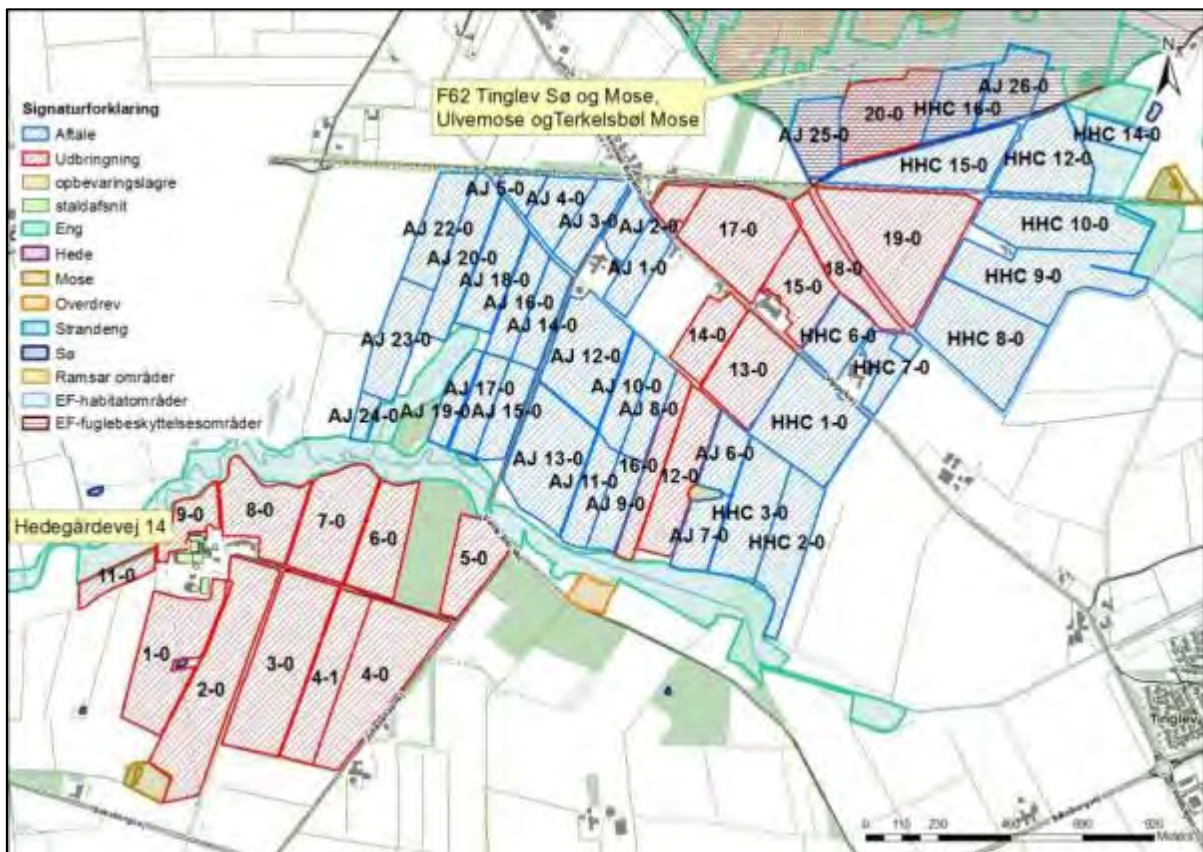 Signaturforklaring
Aftale
Udbringning
opbevaringslagre
staldafsnit
Eng
Hede
Mose
Overdrev
Strandeng
Sø
Ramsar områder
EF-habitatområder
EF-fuglebeskyttelsesområder
F62 Tinglev Sø og Mose,
Ulvemose ogTerkelsbøl Mose
N
AJ 26-0
HHC 16-0
20-0
AJ 25-0
HHC 14-0
HHC 12-0
HHC 15-0
AJ 5-0
AJ 4-0
AJ 3-0
AJ 2-0
AJ 1-0
AJ 22-0
AJ 20-0
AJ 18-0
AJ 16-0
AJ 14-0
17-0
19-0
18-0
15-0
HHC 10-0
HHC 9-0
HHC 8-0
HHC 6-0
HHC 7-0
14-0
13-0
HHC 1-0
AJ 23-0
AJ 12-0
AJ 10-0
AJ 8-0
AJ 17-0
AJ 24-0
AJ 19-0
AJ 15-0
AJ 13-0
AJ 11-0
AJ 9-0
16-0
12-0
AJ 6-0
AJ 7-0
HHC 3-0
HHC 2-0
Hedegårdevej 14
9-0
8-0
7-0
6-0
5-0
11-0
1-0
2-0
3-0
4-1
4-0
Tinglev
0 110 230 460 690 920
Meters